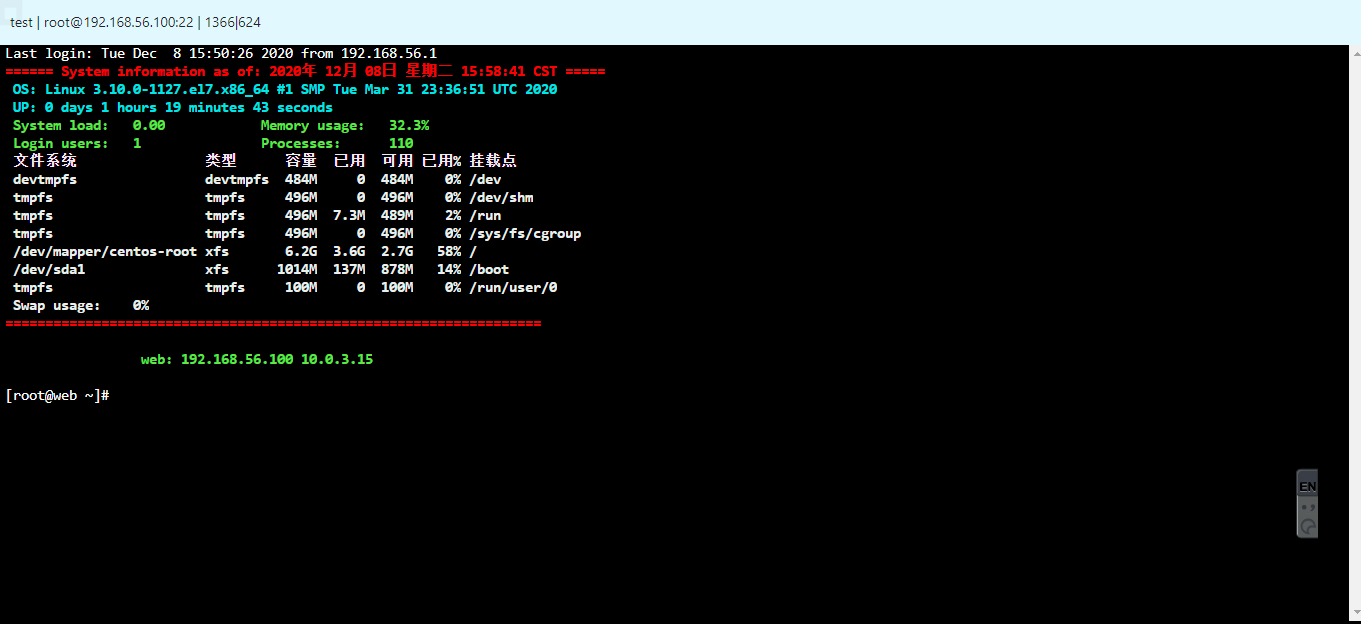 test | root@192.168.56.100:22 | 1366|624
Last login: Tue Dec  8 15:50:26 2020 from 192.168.56.1
====== System information as of: 2020年 12月 08日 星期二 15:58:41 CST =====
OS: Linux 3.10.0-1127.el7.x86_64 #1 SMP Tue Mar 31 23:36:51 UTC 2020
UP: 0 days 1 hours 19 minutes 43 seconds
System load:   0.00            Memory usage:   32.3%
Login users:   1               Processes:      110
文件系统                类型      容量  已用  可用 已用% 挂载点
devtmpfs                devtmpfs  484M     0  484M    0% /dev
tmpfs                   tmpfs     496M     0  496M    0% /dev/shm
tmpfs                   tmpfs     496M  7.3M  489M    2% /run
tmpfs                   tmpfs     496M     0  496M    0% /sys/fs/cgroup
/dev/mapper/centos-root xfs       6.2G  3.6G  2.7G   58% /
/dev/sda1               xfs      1014M  137M  878M   14% /boot
tmpfs                   tmpfs     100M     0  100M    0% /run/user/0
Swap usage:    0%
===================================================================
web: 192.168.56.100 10.0.3.15
[root@web ~]#
EN